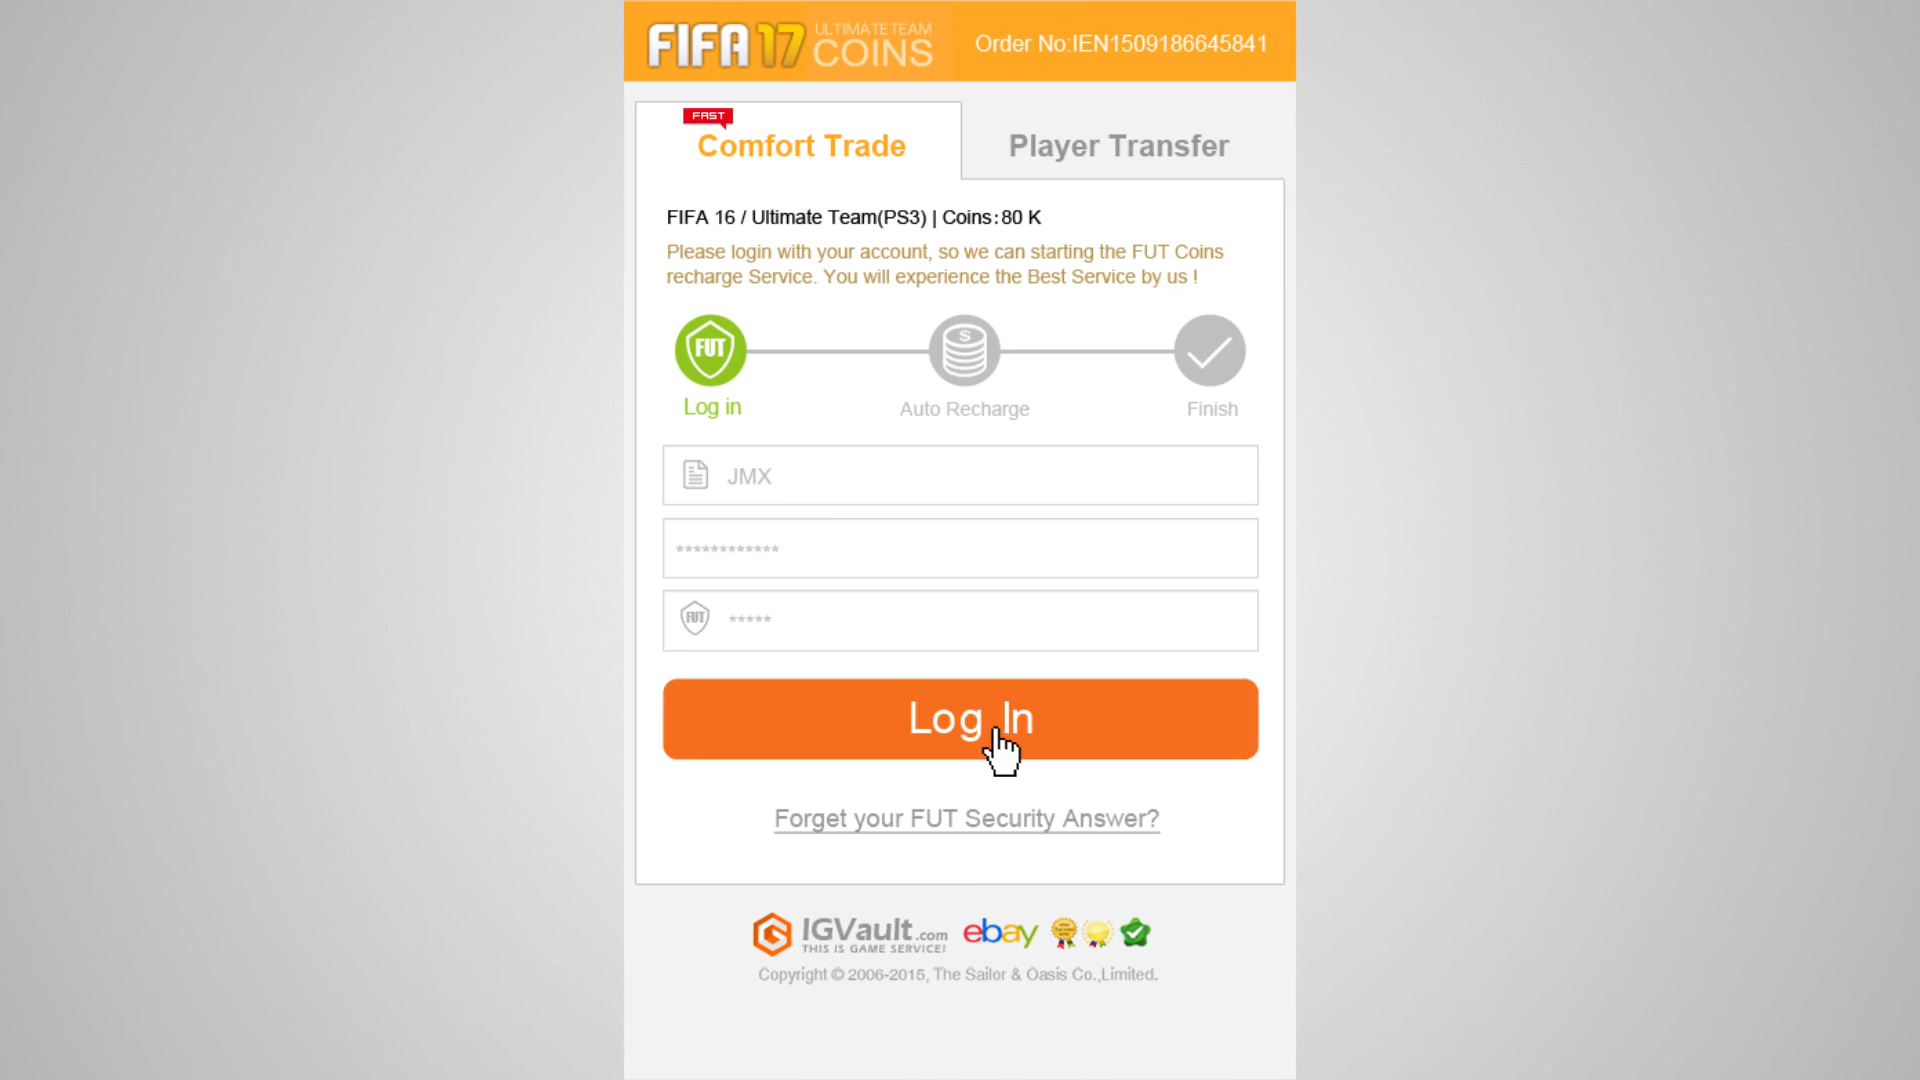 FIFA 17 ULTIMATE TEAM COINS
Order No:IEN1509186645841
FAST
Comfort Trade
Player Transfer
FIFA 16 / Ultimate Team(PS3) | Coins:80 K
Please login with your account, so we can starting the FUT Coins
recharge Service. You will experience the Best Service by us !
FUT
$
Log in
Auto Recharge
Finish
JMX
************
FUT
*****
Log In
Forget your FUT Security Answer?
IGVault.com
THIS IS GAME SERVICE!
ebay
Copyright © 2006-2015, The Sailor & Oasis Co.,Limited.